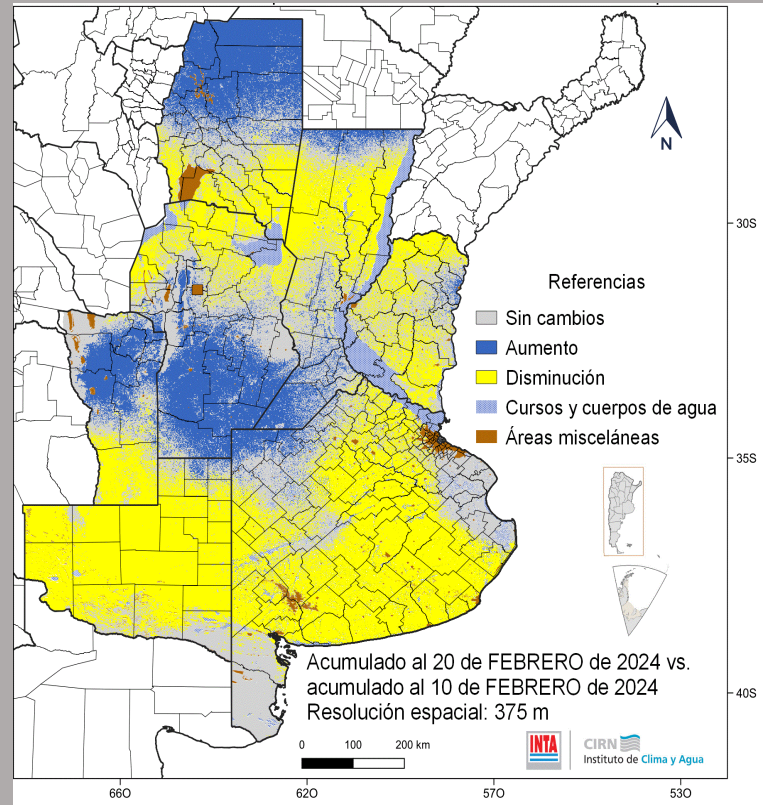 N
30S
Referencias
Sin cambios
Aumento
Disminución
Cursos y cuerpos de agua
Áreas misceláneas
35S
Acumulado al 20 de FEBRERO de 2024 vs.
acumulado al 10 de FEBRERO de 2024
Resolución espacial: 375 m
40S
0 100 200 km
INTA
CIRN
Instituto de Clima y Agua
66O 62O 57O 53O